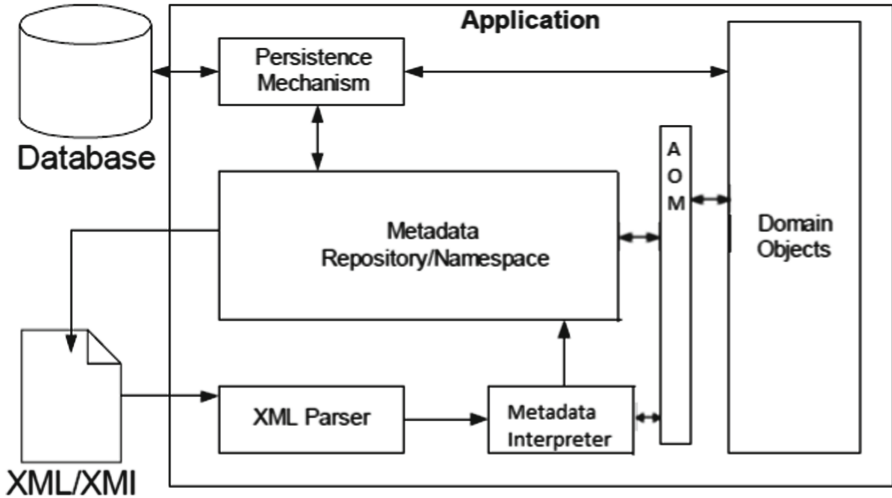 Application
Persistence
Mechanism
Database
A
O
M
Metadata
Repository/Namespace
Domain
Objects
XML Parser
Metadata
Interpreter
XML/XMI